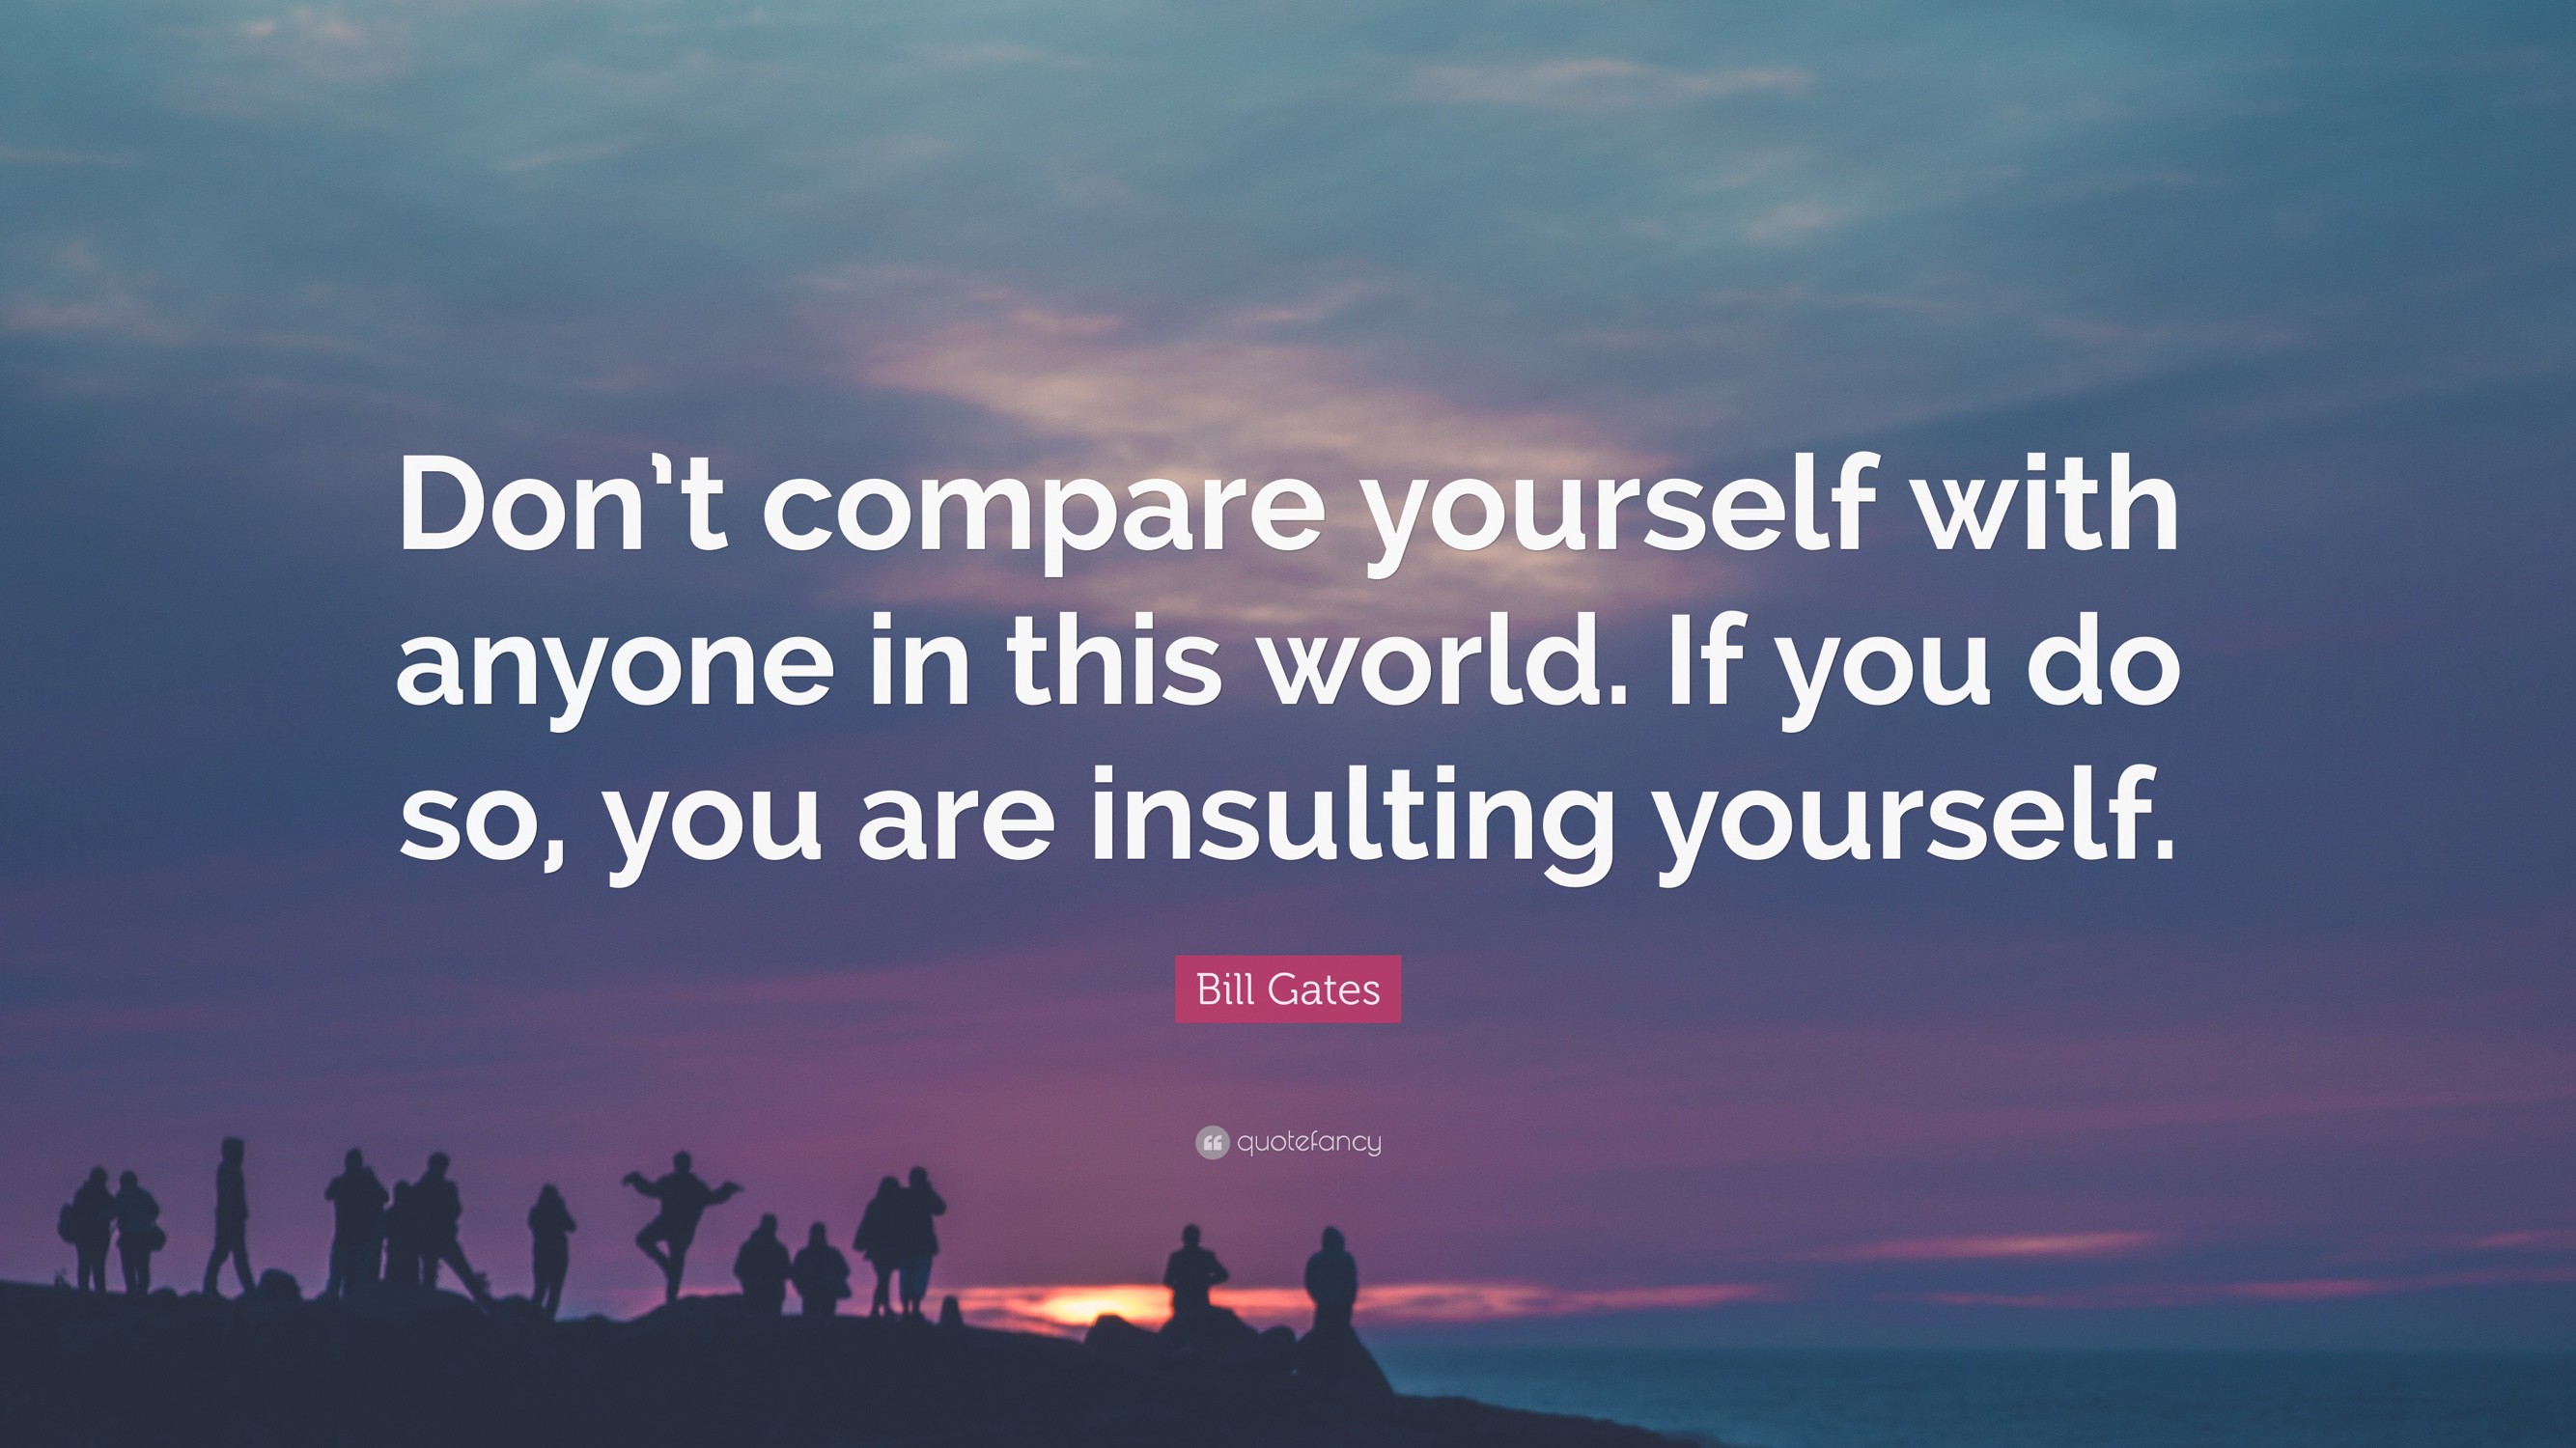 Don’t compare yourself with
anyone in this world. If you do
so, you are insulting yourself.
Bill Gates
quotefancy